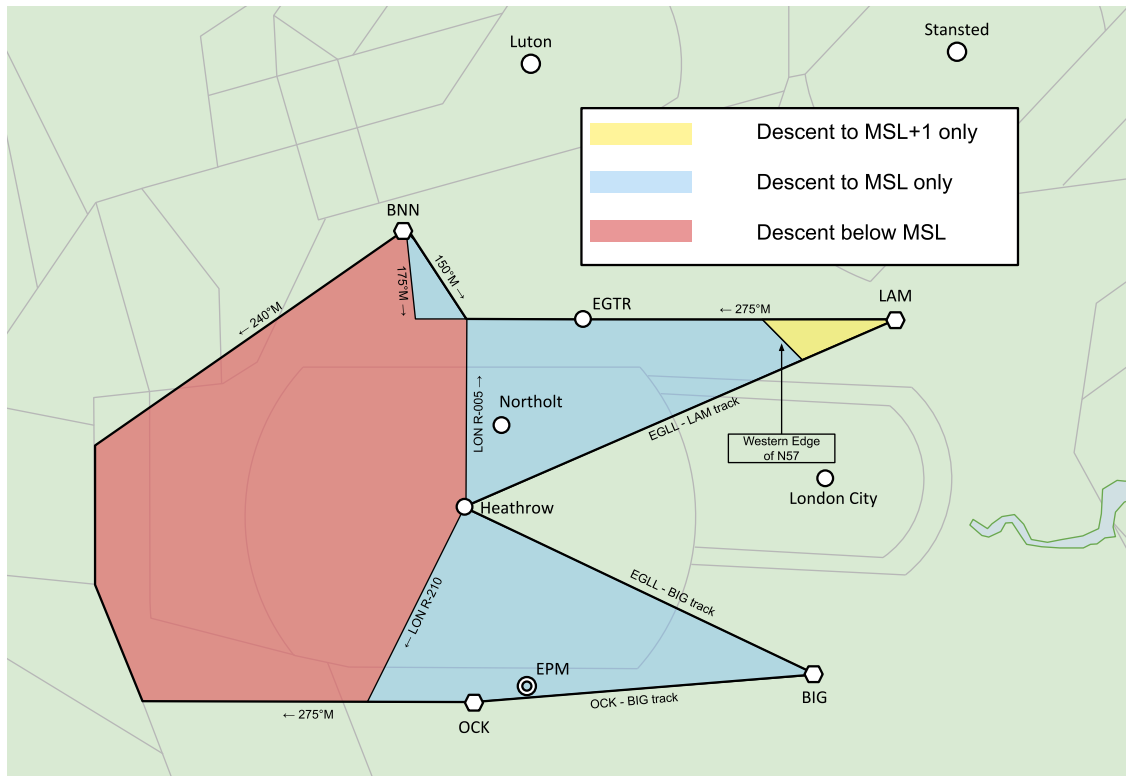 Luton
Stansted
Descent to MSL+1 only
Descent to MSL only
Descent below MSL
BNN
175°M →
150°M →
← 240°M
EGTR
← 275°M
LAM
LON R-005 →
Northolt
EGLL - LAM track
Western Edge
of N57
London City
Heathrow
← LON R-210
EGLL - BIG track
EPM
OCK - BIG track
BIG
← 275°M
OCK